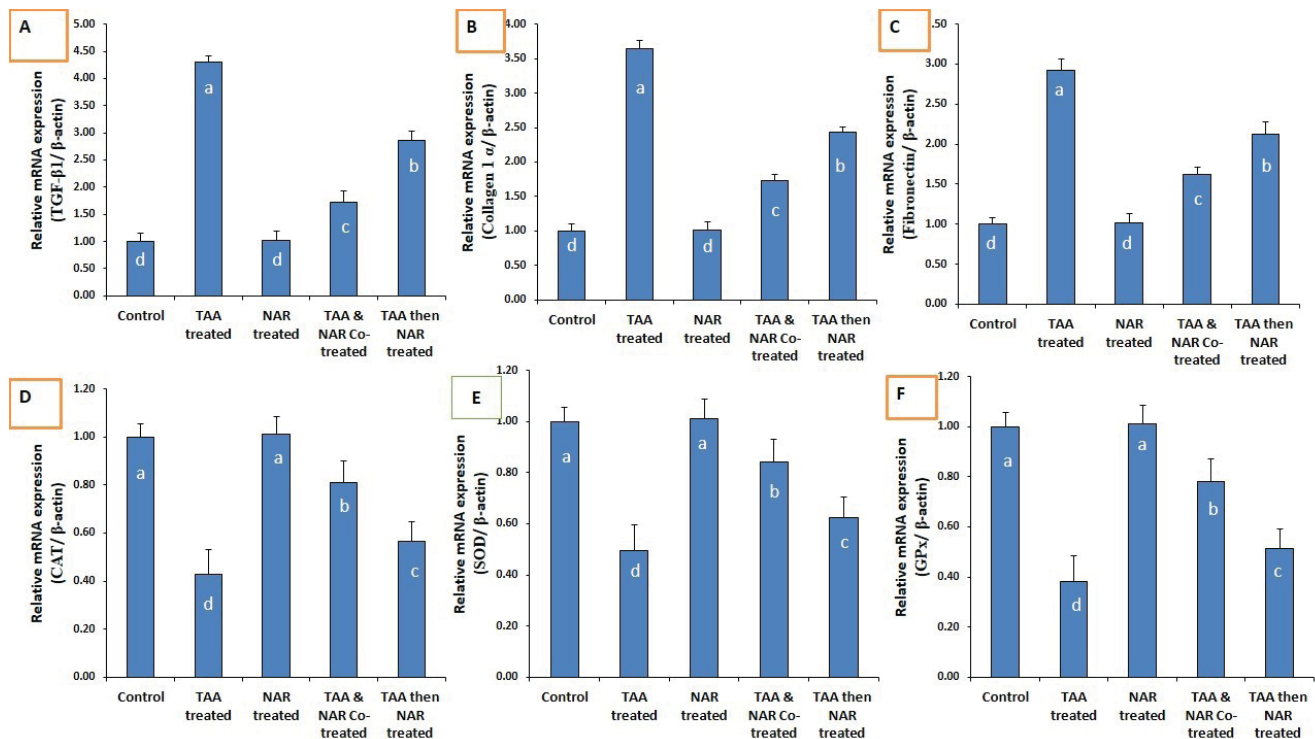 A
Relative mRNA expression
(TGF-β1/ β-actin)
5.00
4.50
4.00
3.50
3.00
2.50
2.00
1.50
1.00
0.50
0.00
d
a
d
c
b
Control
TAA
treated
NAR
treated
TAA &
NAR Co-
treated
TAA then
NAR
treated
B
Relative mRNA expression
(Collagen 1 α/ β-actin)
4.00
3.50
3.00
2.50
2.00
1.50
1.00
0.50
0.00
d
a
d
c
b
Control
TAA
treated
NAR
treated
TAA &
NAR Co-
treated
TAA then
NAR
treated
C
Relative mRNA expression
(Fibronectin/ β-actin)
3.50
3.00
2.50
2.00
1.50
1.00
0.50
0.00
d
a
d
c
b
Control
TAA
treated
NAR
treated
TAA &
NAR Co-
treated
TAA then
NAR
treated
D
Relative mRNA expression
(CAT/ β-actin)
1.20
1.00
0.80
0.60
0.40
0.20
0.00
a
d
a
b
c
Control
TAA
treated
NAR
treated
TAA &
NAR Co-
treated
TAA then
NAR
treated
E
Relative mRNA expression
(SOD/ β-actin)
1.20
1.00
0.80
0.60
0.40
0.20
0.00
a
d
a
b
c
Control
TAA
treated
NAR
treated
TAA &
NAR Co-
treated
TAA then
NAR
treated
F
Relative mRNA expression
(GPx/ β-actin)
1.20
1.00
0.80
0.60
0.40
0.20
0.00
a
d
a
b
c
Control
TAA
treated
NAR
treated
TAA &
NAR Co-
treated
TAA then
NAR
treated